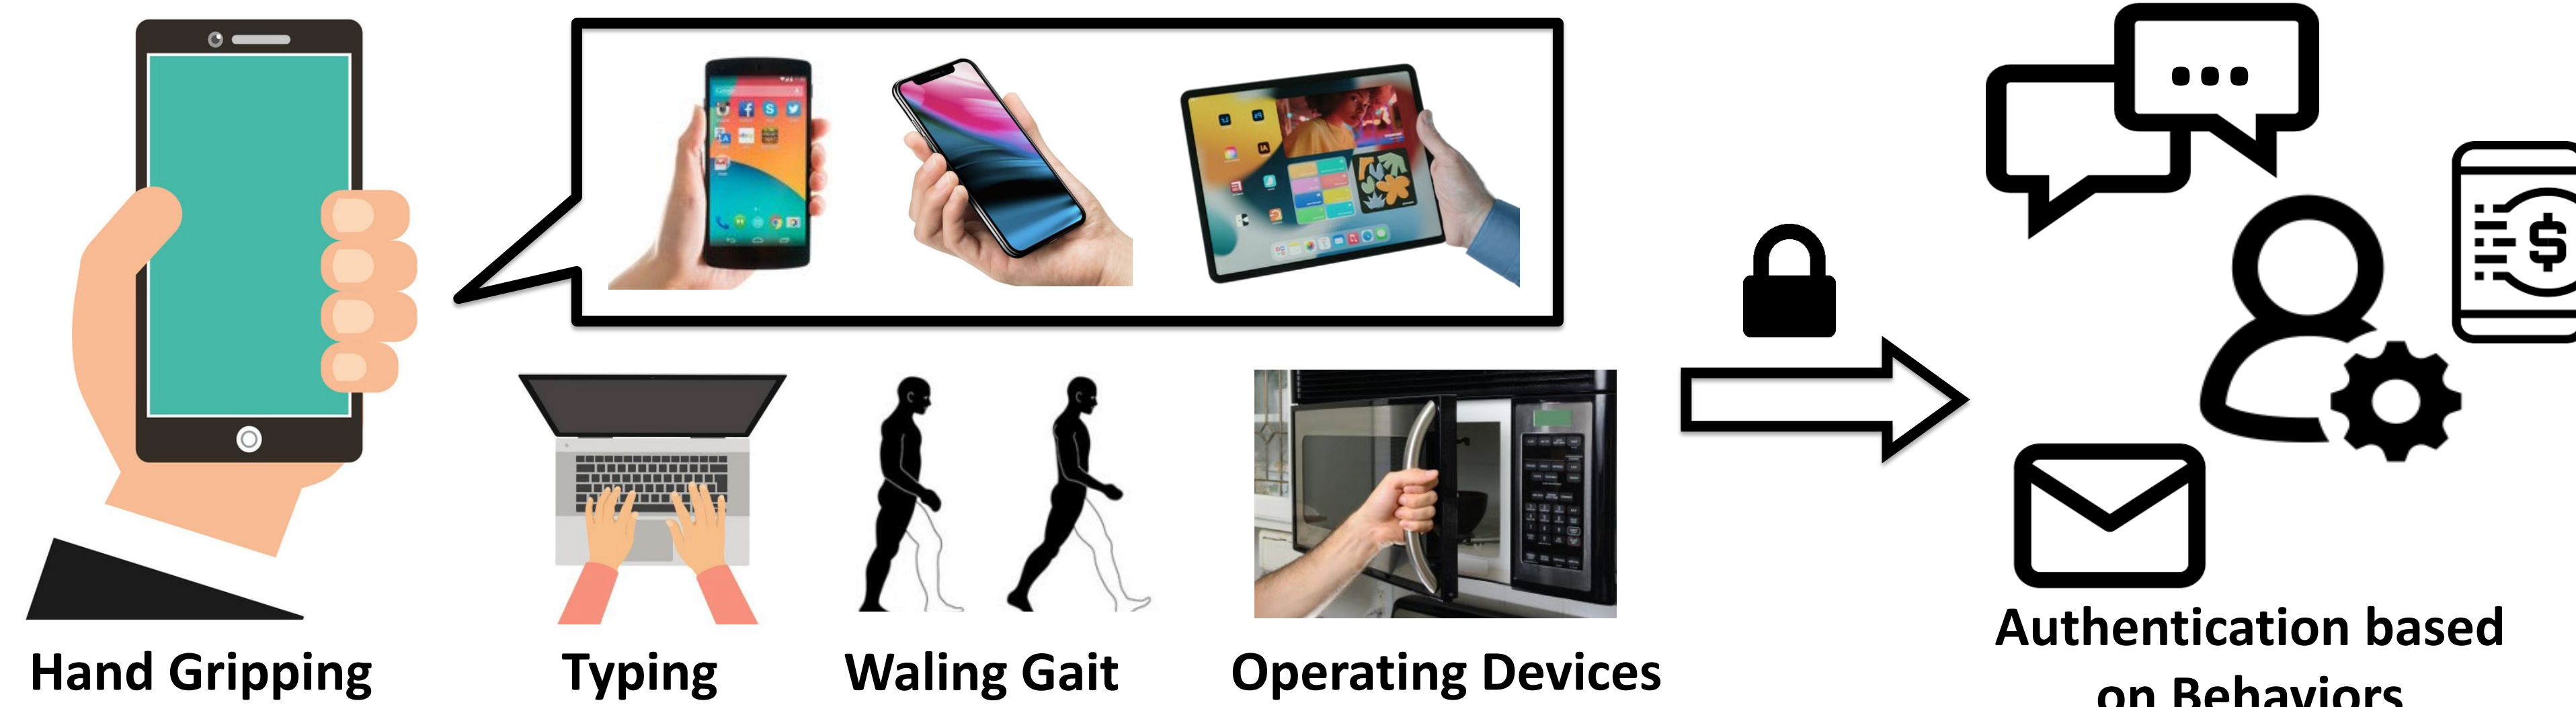 Hand Gripping
Typing
Waling Gait
Operating Devices
Authentication based
on Behaviors